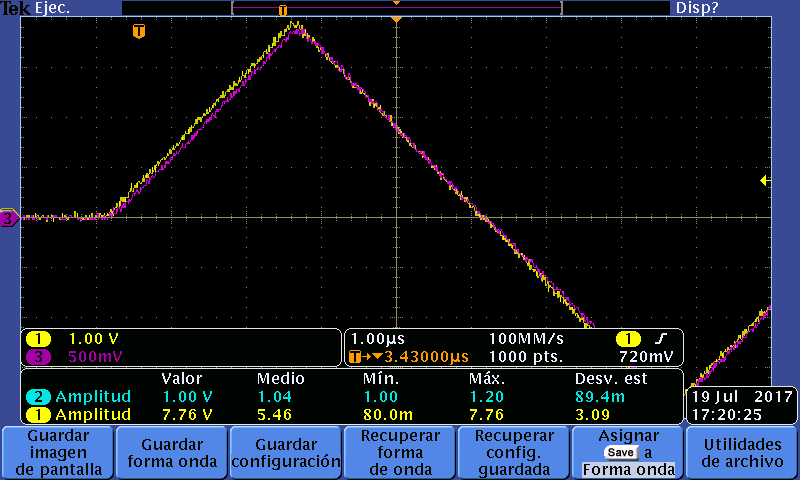 Tek Ejec. T Disp?
T
3
1 1.00 V
3 500mV
1.00µs 100MM/s 1
T 3.43000µs 1000 pts. 720mV
Valor Medio Mín. Máx. Desv. est
2 Amplitud 1.00 V 1.04 1.00 1.20 89.4m
1 Amplitud 7.76 V 5.46 80.0m 7.76 3.09
19 Jul 2017
17:20:25
Guardar
imagen
de pantalla
Guardar
forma onda
Guardar
configuración
Recuperar
forma
de onda
Recuperar
config.
guardada
Asignar
Save a
Forma onda
Utilidades
de archivo